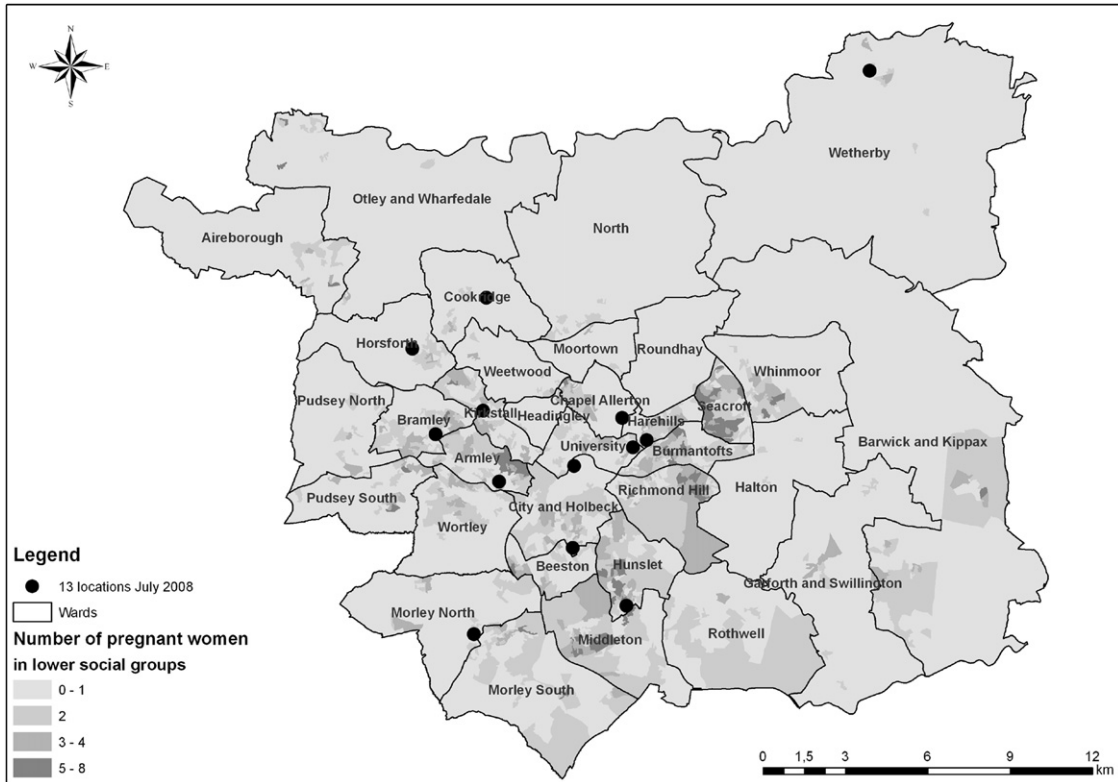 N
W E
S
Wetherby
Otley and Wharfedale
Aireborough
North
Cookridge
Horsforth
Moortown
Roundhay
Weetwood
Whinmoor
Pudsey North
Chapel Allerton
Seacroft
Kirkstall
Headingley
Bramley
Harehills
Barwick and Kippax
University
Burmantofts
Armley
Richmond Hill
Halton
Pudsey South
City and Holbeck
Wortley
Beeston
Hunslet
Garforth and Swillington
Morley North
Middleton
Rothwell
Morley South
Legend
13 locations July 2008
Wards
Number of pregnant women
in lower social groups
0 - 1
2
3 - 4
5 - 8
0 1,5 3 6 9 12
km